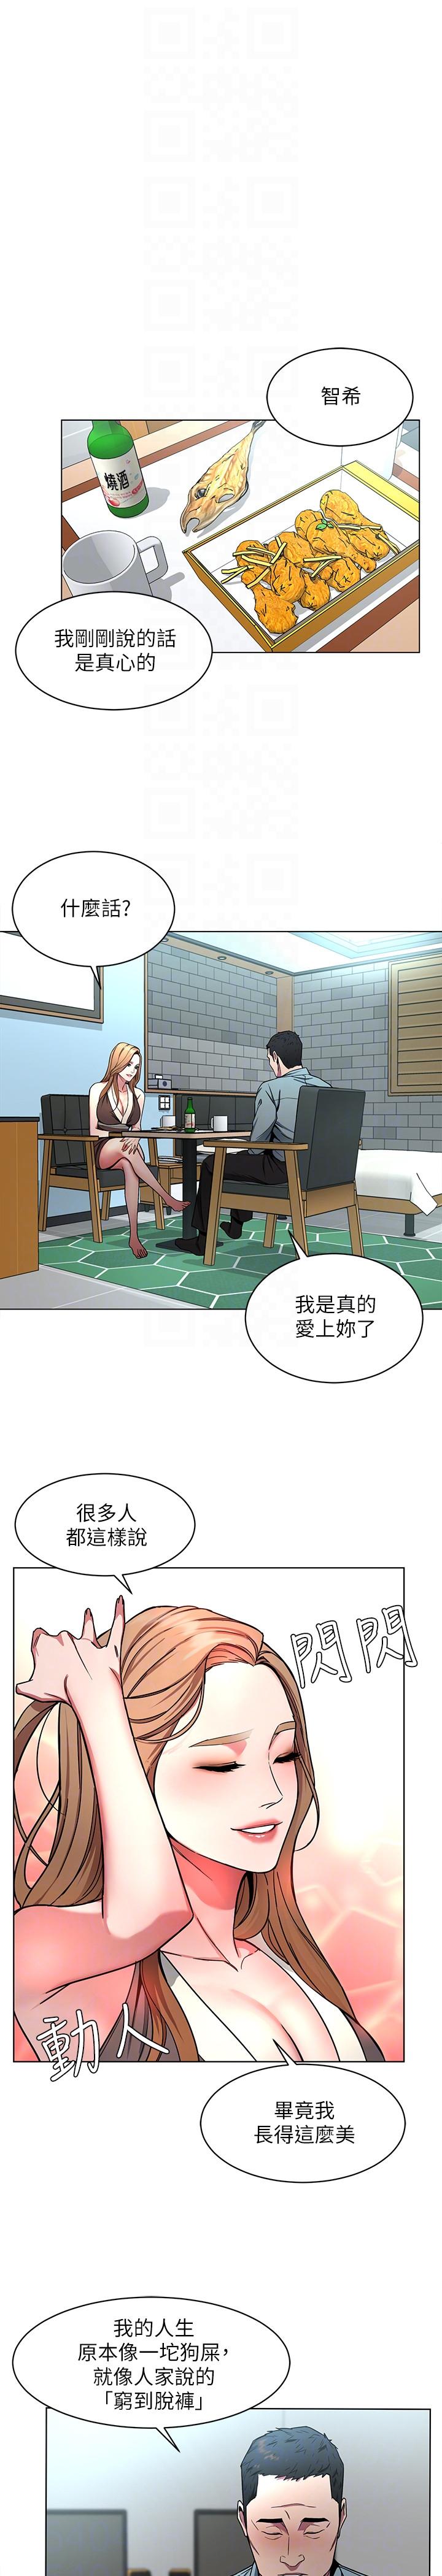 智希
燒酒
我剛剛說的話
是真心的
什麼話?
我是真的
愛上妳了
很多人
都這樣說
閃閃
動人
畢竟我
長得這麼美
我的人生
原本像一坨狗屎,
就像人家說的
「窮到脫褲」